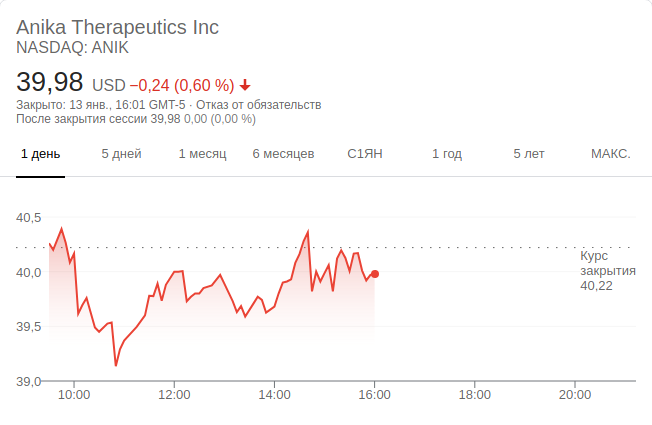 Anika Therapeutics Inc
NASDAQ: ANIK
39,98 USD −0,24 (0,60 %)
Закрыто: 13 янв., 16:01 GMT-5 · Отказ от обязательств
После закрытия сессии 39,98 0,00 (0,00 %)
1 день 5 дней 1 месяц 6 месяцев С1ЯН 1 год 5 лет МАКС.
40,5
Курс
закрытия
40,22
40,0
39,5
39,0
10:00 12:00 14:00 16:00 18:00 20:00